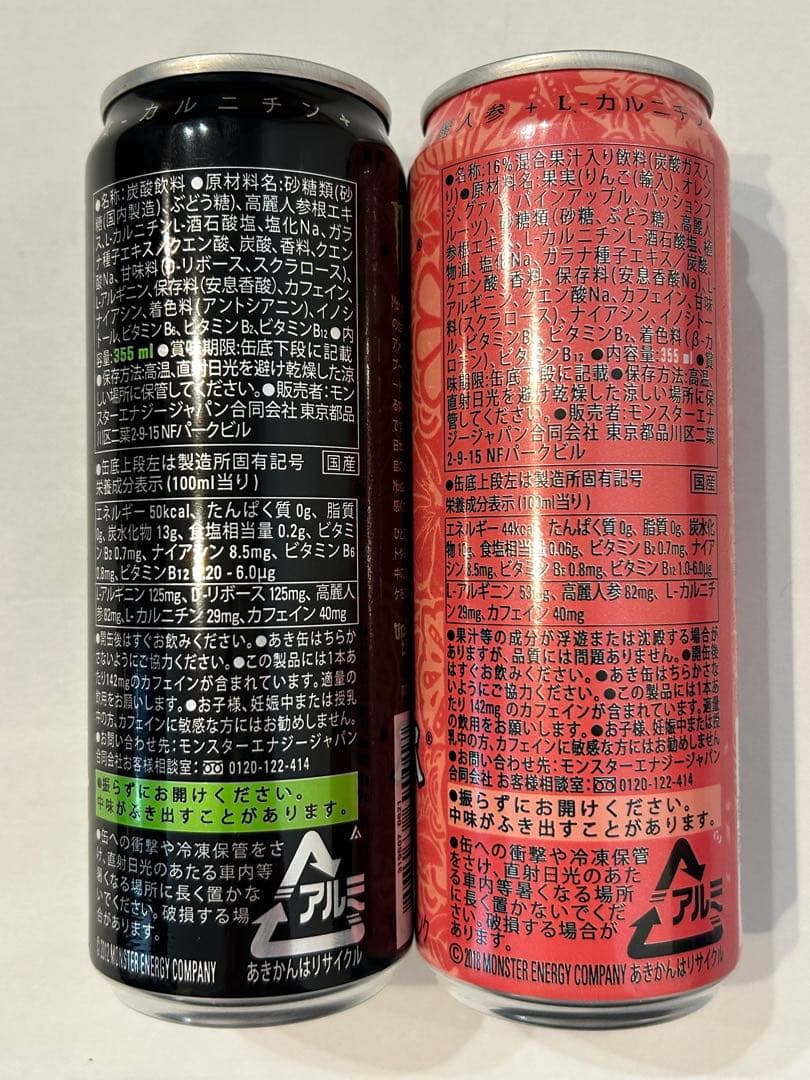 L-カルニチン+
●名称:炭酸飲料 ●原材料名:砂糖類(砂
糖(国内製造)、ぶどう糖)、高麗人参根エキ
ス、L-カルニチンL-酒石酸塩、塩化Na、ガラ
ナ種子エキス/クエン酸、炭酸、香料、クエン
酸Na、甘味料(D-リボース、スクラロース)、
L-アルギニン、保存料(安息香酸)、カフェイン、
ナイアシン、着色料(アントシアニン)、イノシ
トール、ビタミンB₆、ビタミンB₂、ビタミンB₁₂ ●内
容量:355 ml ●賞味期限:缶底下段に記載
●保存方法:高温、直射日光を避け乾燥した涼
しい場所に保管してください。●販売者:モン
スターエナジージャパン合同会社 東京都品
川区二葉2-9-15 NFパークビル
●缶底上段左は製造所固有記号 国産
栄養成分表示(100ml当り)
エネルギー 50kcal、たんぱく質 0g、脂質
0g、炭水化物 13g、食塩相当量 0.2g、ビタミ
ンB₂ 0.7mg、ナイアシン 8.5mg、ビタミンB₆
0.8mg、ビタミンB₁₂ 0.20 - 6.0μg
L-アルギニン 125mg、D-リボース 125mg、高麗人
参82mg、L-カルニチン 29mg、カフェイン 40mg
●開缶後はすぐお飲みください。●あき缶はちらか
さないようにご協力ください。●この製品には1本あ
たり142mgのカフェインが含まれています。適量の
飲用をお願いします。●お子様、妊娠中または授乳
中の方、カフェインに敏感な方にはお勧めしません。
●お問い合わせ先:モンスターエナジージャパン
合同会社お客様相談室: 0120-122-414
●振らずにお開けください。
中味がふき出すことがあります。
●缶への衝撃や冷凍保管をさ
け、直射日光のあたる車内等
暑くなる場所に長く置かな
いでください。破損する場
合があります。
アルミ
©2012 MONSTER ENERGY COMPANY あきかんはリサイクル
麗人参 + L-カルニチン
●名称:16%混合果汁入り飲料(炭酸ガス入
り)●原材料名:果実(りんご(輸入)、オレン
ジ、グァバ、パインアップル、パッションフ
ルーツ)、砂糖類(砂糖、ぶどう糖)、高麗人
参根エキス、L-カルニチンL-酒石酸塩、植
物油、塩化Na、ガラナ種子エキス/炭酸、
クエン酸、香料、保存料(安息香酸Na)、L-
アルギニン、クエン酸Na、カフェイン、甘味
料(スクラロース)、ナイアシン、イノシトー
ル、ビタミンB₆、ビタミンB₂、着色料(β-カ
ロチン)、ビタミンB₁₂ ●内容量:355 ml ●賞
味期限:缶底下段に記載 ●保存方法:高温、
直射日光を避け乾燥した涼しい場所に保
管してください。●販売者:モンスターエナ
ジージャパン合同会社 東京都品川区二葉
2-9-15 NFパークビル
●缶底上段左は製造所固有記号 国産
栄養成分表示(100ml当り)
エネルギー 44kcal、たんぱく質 0g、脂質 0g、炭水化
物 10g、食塩相当量 0.06g、ビタミンB₂ 0.7mg、ナイア
シン 8.5mg、ビタミンB₆ 0.8mg、ビタミンB₁₂ 1.0-6.0μg
L-アルギニン 53mg、高麗人参 82mg、L-カルニチ
ン 29mg、カフェイン 40mg
●果汁等の成分が浮遊または沈殿する場合が
ありますが、品質には問題ありません。●開缶後
はすぐお飲みください。●あき缶はちらかさな
いようにご協力ください。●この製品には1本あ
たり 142mg のカフェインが含まれています。適量
の飲用をお願いします。●お子様、妊娠中または授
乳中の方、カフェインに敏感な方にはお勧めしません
●お問い合わせ先:モンスターエナジージャパン
合同会社 お客様相談室: 0120-122-414
●振らずにお開けください。
中味がふき出すことがあります。
●缶への衝撃や冷凍保管
をさけ、直射日光のあた
る車内等暑くなる場所
に長く置かないでくださ
い。破損する場合があり
ます。
アルミ
©2018 MONSTER ENERGY COMPANY あきかんはリサイクル